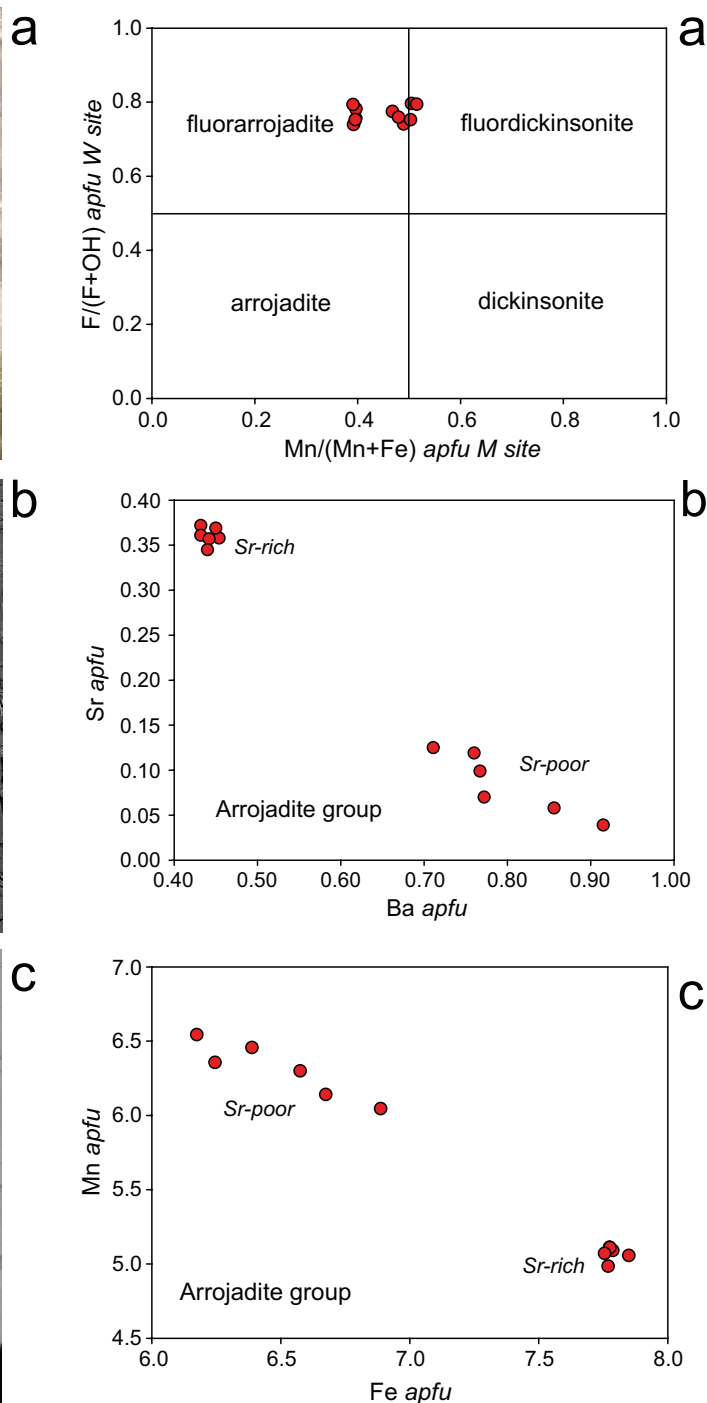 a
a
1.0
0.8
0.6
0.4
0.2
0.0
F/(F+OH) apfu W site
fluorarrojadite
fluordickinsonite
arrojadite
dickinsonite
0.0 0.2 0.4 0.6 0.8 1.0
Mn/(Mn+Fe) apfu M site
b
b
0.40
0.35
0.30
0.25
0.20
0.15
0.10
0.05
0.00
Sr apfu
Sr-rich
Sr-poor
Arrojadite group
0.40 0.50 0.60 0.70 0.80 0.90 1.00
Ba apfu
c
c
7.0
6.5
6.0
5.5
5.0
4.5
Mn apfu
Sr-poor
Sr-rich
Arrojadite group
6.0 6.5 7.0 7.5 8.0
Fe apfu